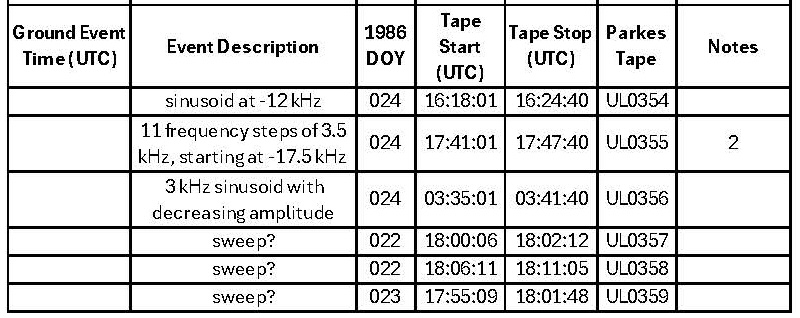 Ground Event Time (UTC) Event Description 1986 DOY Tape Start (UTC) Tape Stop (UTC) Parkes Tape Notes
sinusoid at -12 kHz 024 16:18:01 16:24:40 UL0354
11 frequency steps of 3.5 kHz, starting at -17.5 kHz 024 17:41:01 17:47:40 UL0355 2
3 kHz sinusoid with decreasing amplitude 024 03:35:01 03:41:40 UL0356
sweep? 022 18:00:06 18:02:12 UL0357
sweep? 022 18:06:11 18:11:05 UL0358
sweep? 023 17:55:09 18:01:48 UL0359